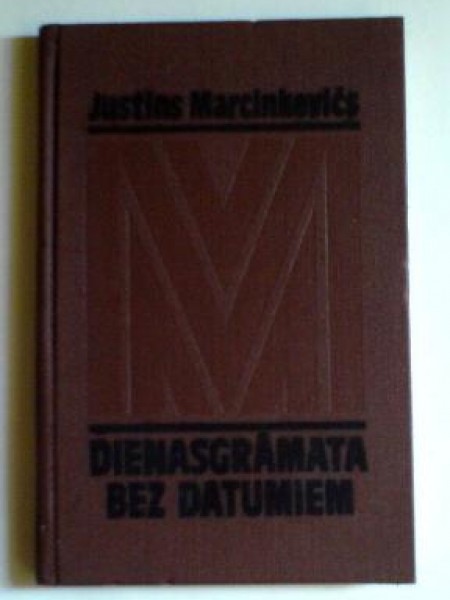 Justins Marcinkevičs
M
DIENASGRĀMATA
BEZ DATUMIEM